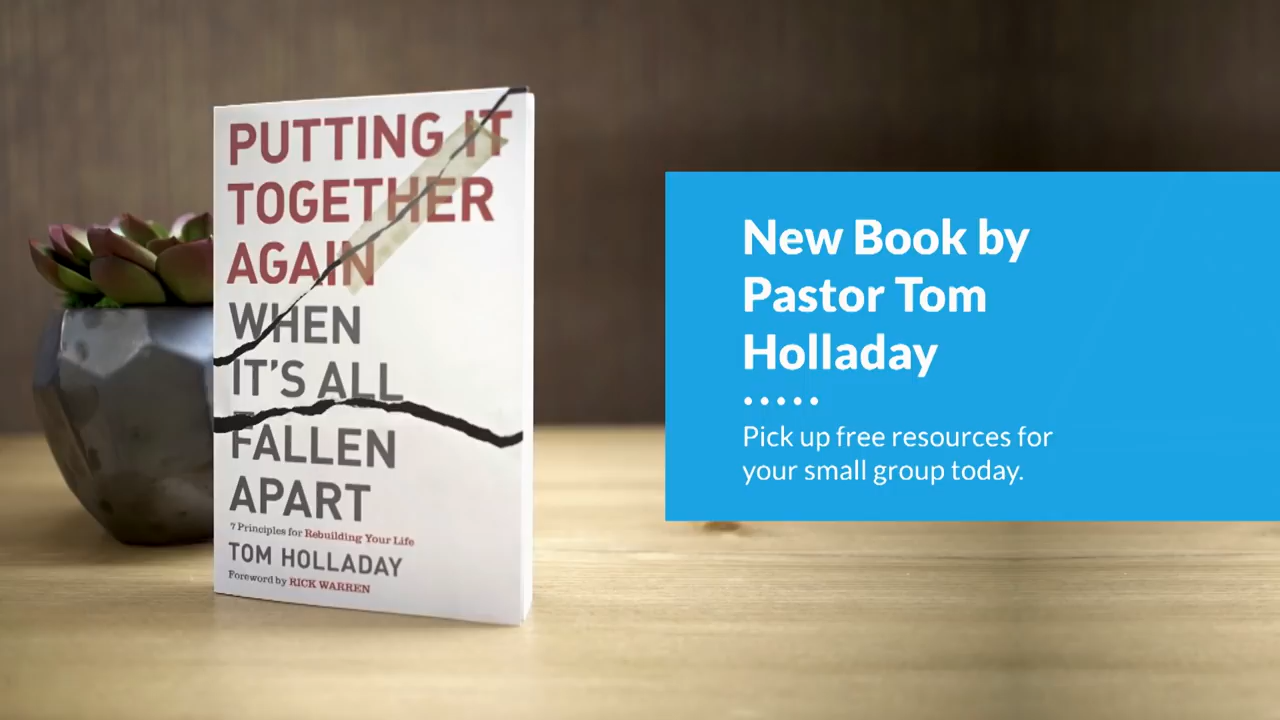 PUTTING IT
TOGETHER
AGAIN
WHEN
IT'S ALL
FALLEN
APART
7 Principles for Rebuilding Your Life
TOM HOLLADAY
Foreword by RICK WARREN
New Book by
Pastor Tom
Holladay
Pick up free resources for
your small group today.